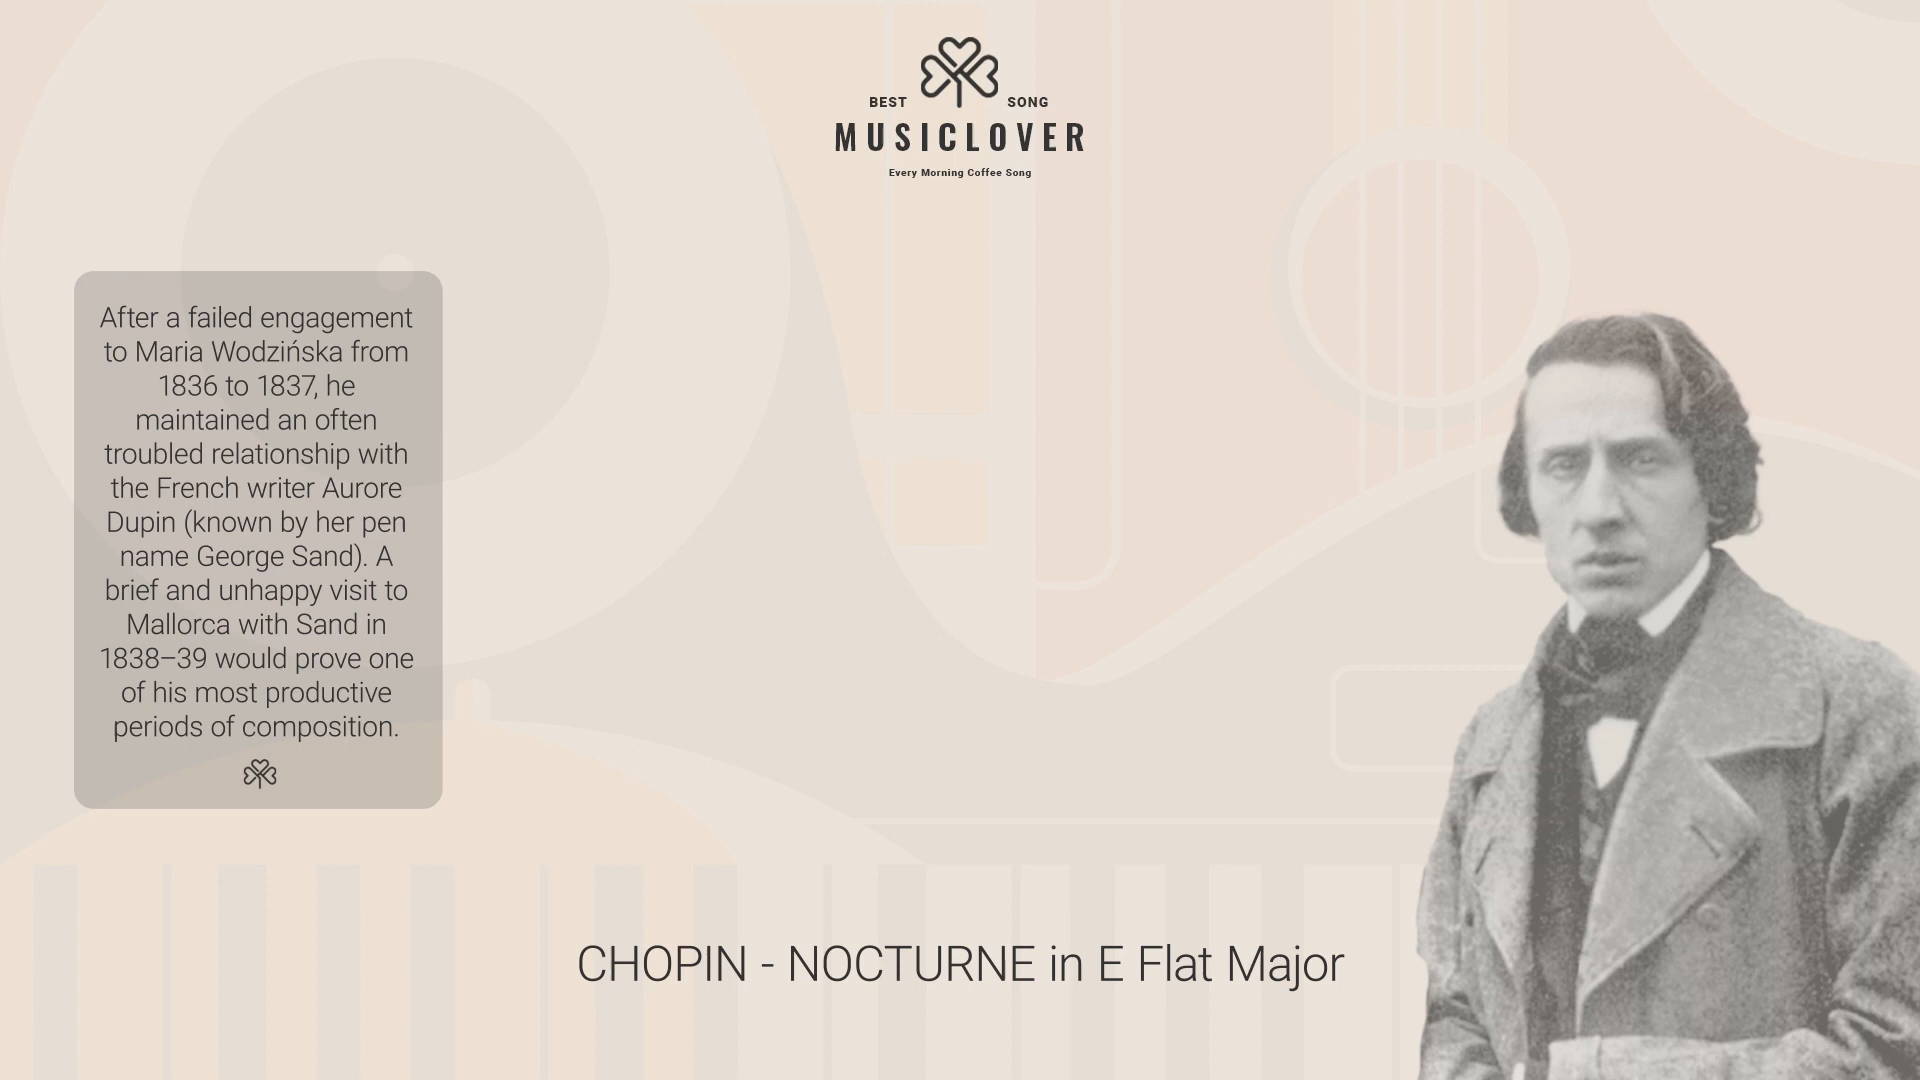 BEST SONG
MUSICLOVER
Every Morning Coffee Song
After a failed engagement
to Maria Wodzińska from
1836 to 1837, he
maintained an often
troubled relationship with
the French writer Aurore
Dupin (known by her pen
name George Sand). A
brief and unhappy visit to
Mallorca with Sand in
1838–39 would prove one
of his most productive
periods of composition.
CHOPIN - NOCTURNE in E Flat Major